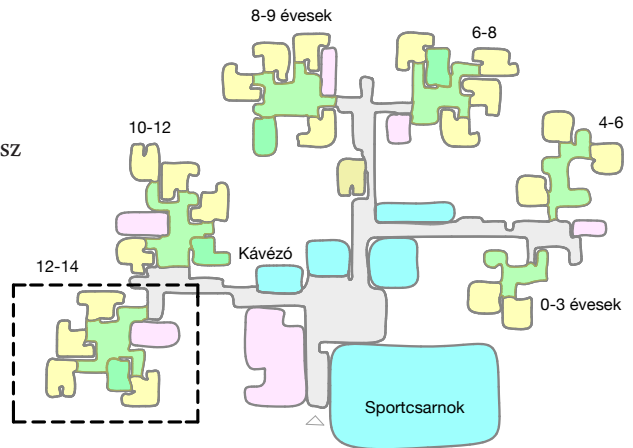 8-9 évesek
6-8
4-6
10-12
sz
Kávézó
12-14
0-3 évesek
Sportcsarnok